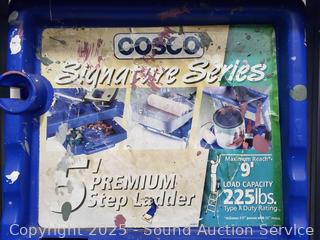 COSCO
Signature Series
5'
PREMIUM
Step Ladder
Maximum Reach*
9'
LOAD CAPACITY
225lbs.
Type II Duty Rating
Copyright 2025 - Sound Auction Service